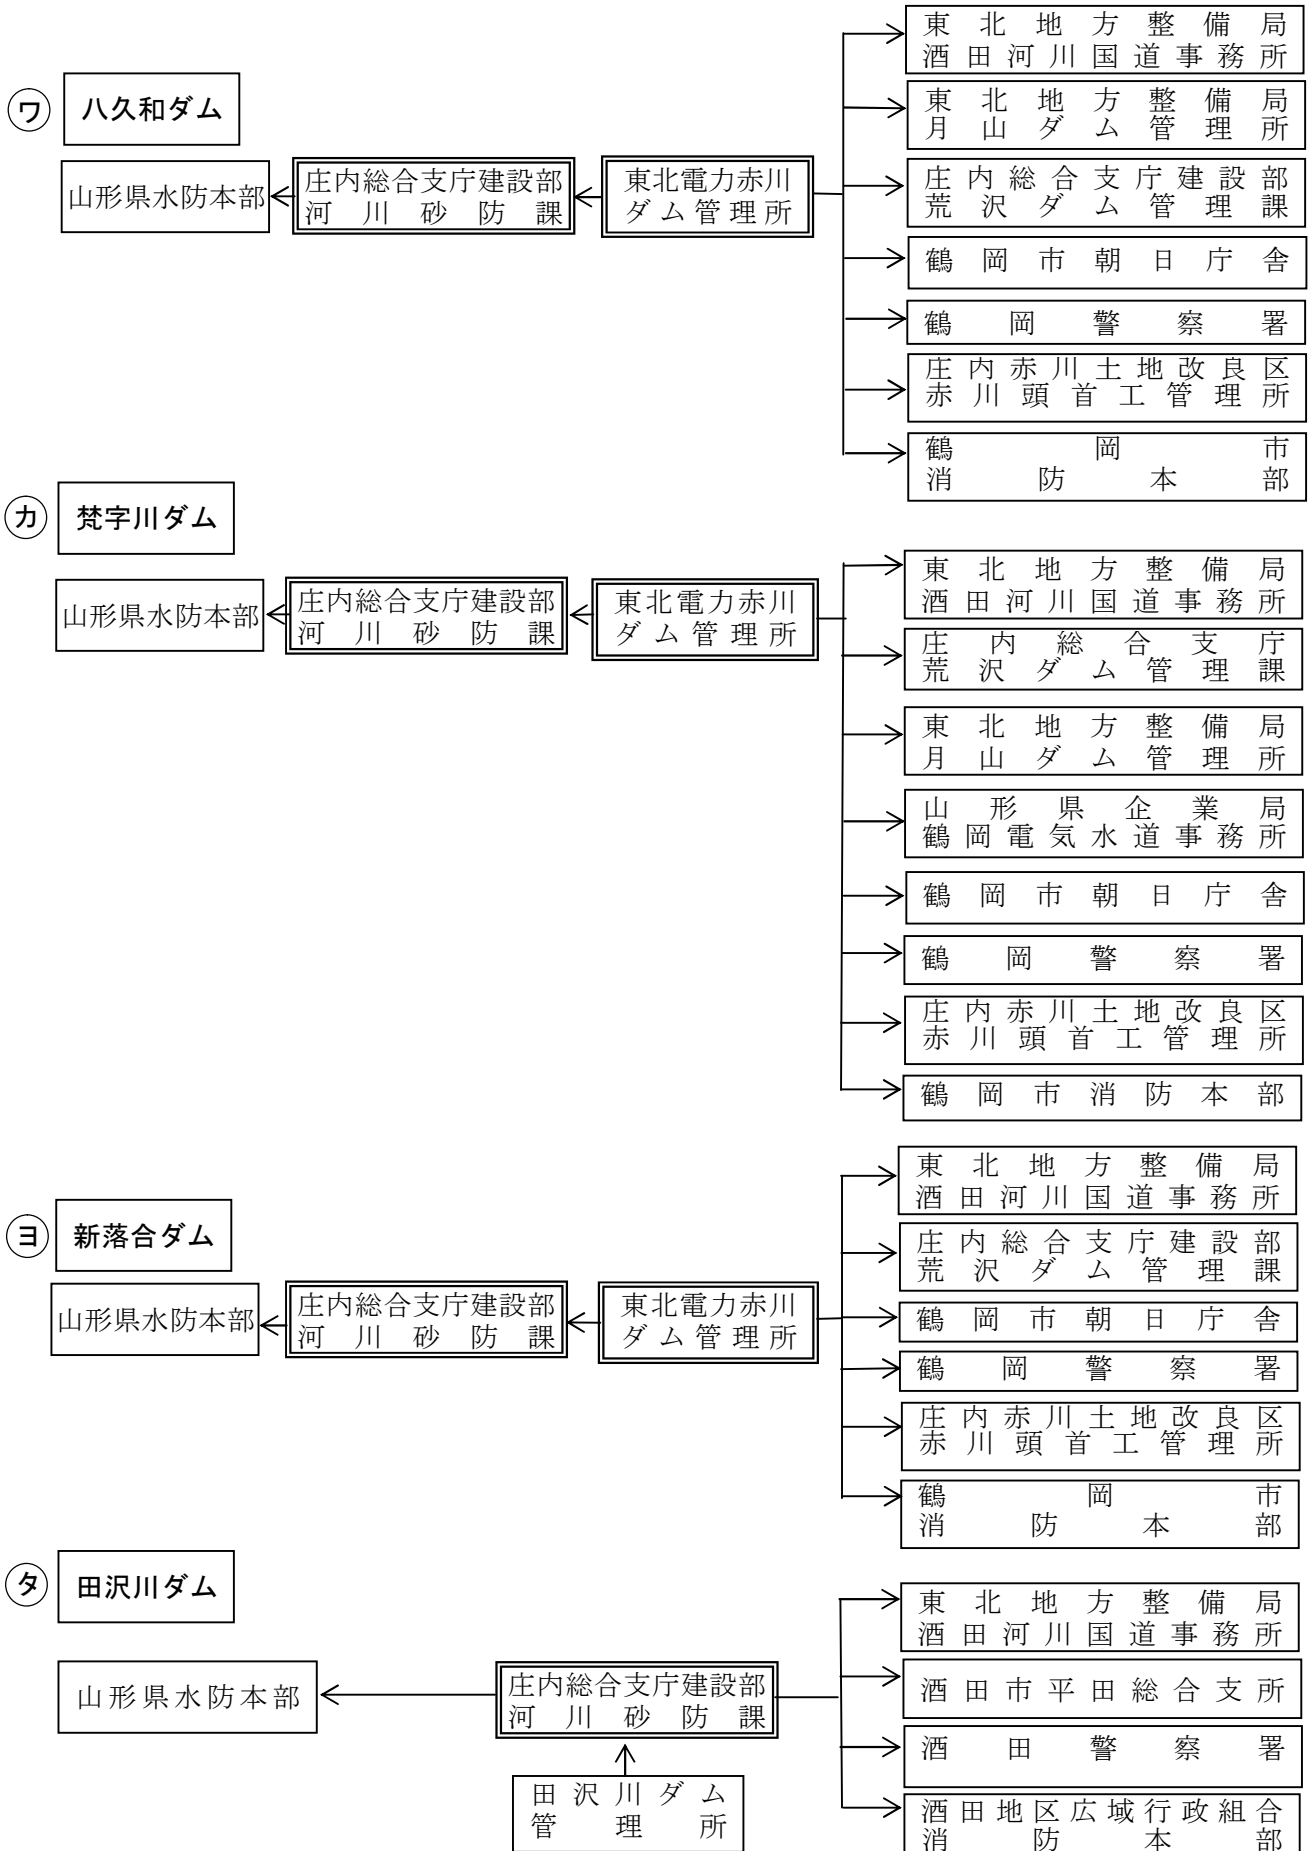 ワ 八久和ダム
山形県水防本部
庄内総合支庁建設部
河川砂防課
東北電力赤川
ダム管理所
東北地方整備局
酒田河川国道事務所
東北地方整備局
月山ダム管理所
庄内総合支庁建設部
荒沢ダム管理課
鶴岡市朝日庁舎
鶴岡警察署
庄内赤川土地改良区
赤川頭首工管理所
鶴岡市
消防本部
カ 梵字川ダム
山形県水防本部
庄内総合支庁建設部
河川砂防課
東北電力赤川
ダム管理所
東北地方整備局
酒田河川国道事務所
庄内総合支庁
荒沢ダム管理課
東北地方整備局
月山ダム管理所
山形県企業局
鶴岡電気水道事務所
鶴岡市朝日庁舎
鶴岡警察署
庄内赤川土地改良区
赤川頭首工管理所
鶴岡市消防本部
ヨ 新落合ダム
山形県水防本部
庄内総合支庁建設部
河川砂防課
東北電力赤川
ダム管理所
東北地方整備局
酒田河川国道事務所
庄内総合支庁建設部
荒沢ダム管理課
鶴岡市朝日庁舎
鶴岡警察署
庄内赤川土地改良区
赤川頭首工管理所
鶴岡市
消防本部
タ 田沢川ダム
山形県水防本部
庄内総合支庁建設部
河川砂防課
田沢川ダム
管理所
東北地方整備局
酒田河川国道事務所
酒田市平田総合支所
酒田警察署
酒田地区広域行政組合
消防本部